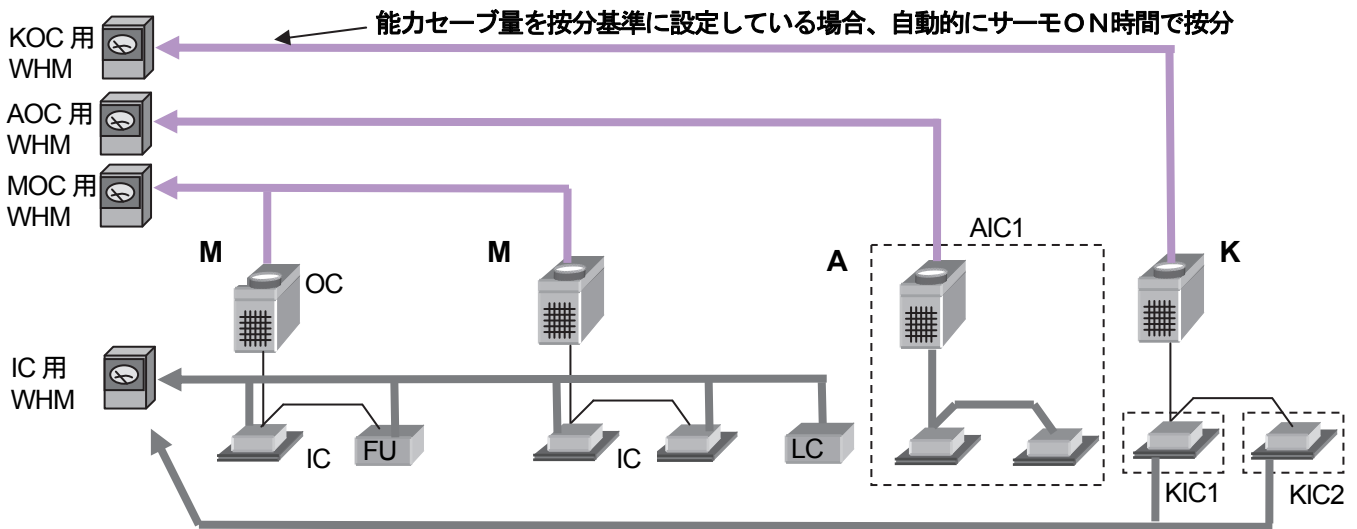 能力セーブ量を按分基準に設定している場合、自動的にサーモON時間で按分
KOC 用
WHM
AOC 用
WHM
MOC 用
WHM
AIC1
M
M
A
K
OC
IC 用
WHM
IC
FU
IC
LC
KIC1
KIC2